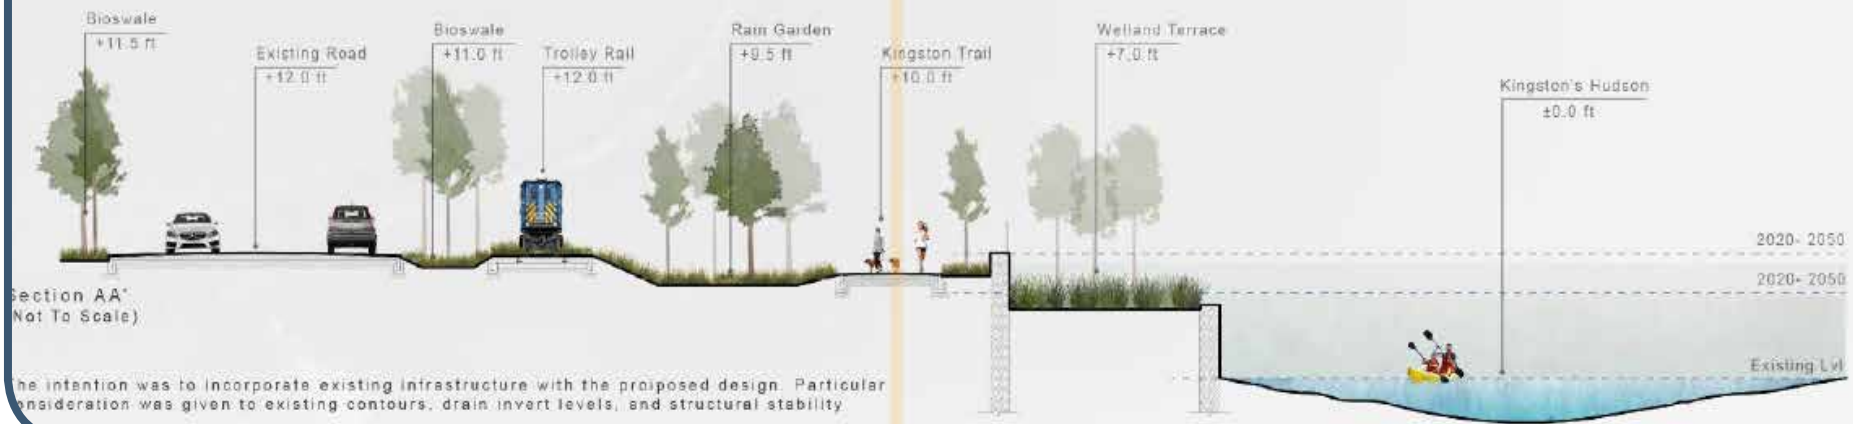 Bioswale
+11.5 ft
Existing Road
+12.0 ft
Bioswale
+11.0 ft
Trolley Rail
+12.0 ft
Rain Garden
+9.5 ft
Kingston Trail
+10.0 ft
Welland Terrace
+7.0 ft
Kingston's Hudson
±0.0 ft
2020- 2050
2020- 2050
Existing Lvl
Section AA'
Not To Scale)
he intention was to incorporate existing infrastructure with the proiposed design. Particular
onsideration was given to existing contours, drain invert levels, and structural stability